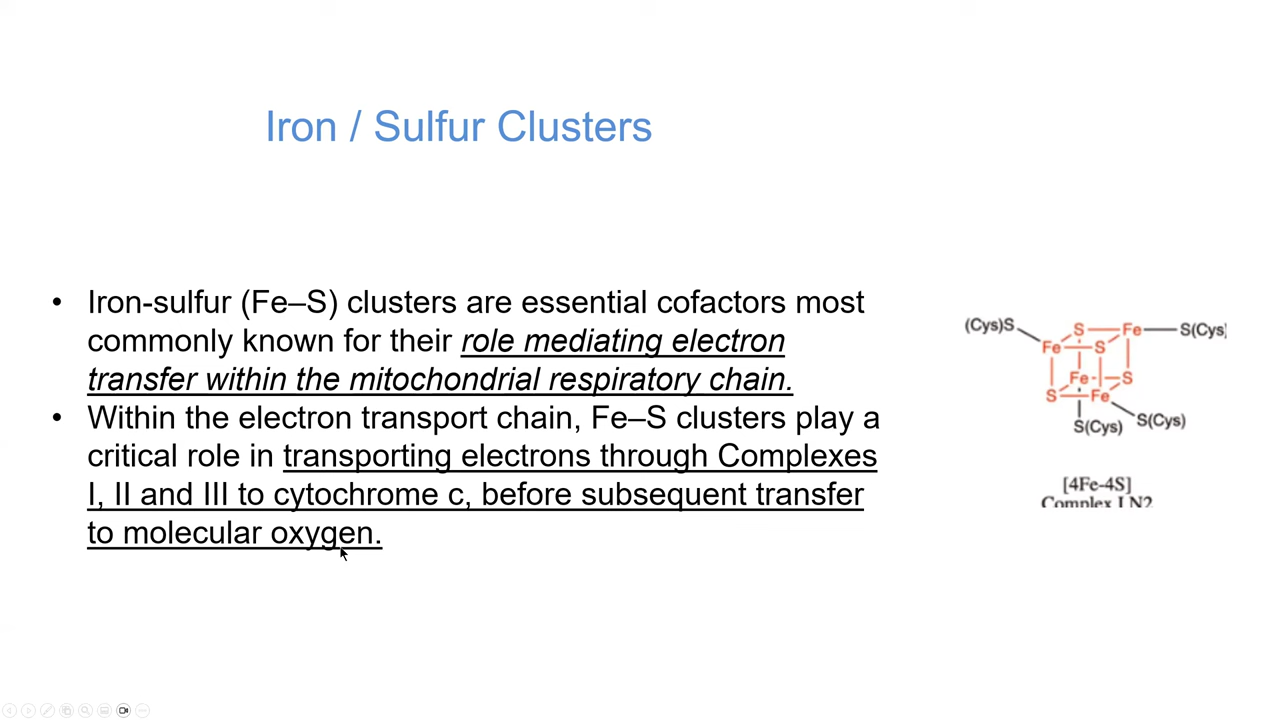 Iron / Sulfur Clusters
• Iron-sulfur (Fe–S) clusters are essential cofactors most
commonly known for their role mediating electron
transfer within the mitochondrial respiratory chain.
• Within the electron transport chain, Fe–S clusters play a
critical role in transporting electrons through Complexes
I, II and III to cytochrome c, before subsequent transfer
to molecular oxygen.
(Cys)S S Fe S(Cys)
Fe S
Fe S
S Fe
S(Cys) S(Cys)
[4Fe-4S]
Complex I N2